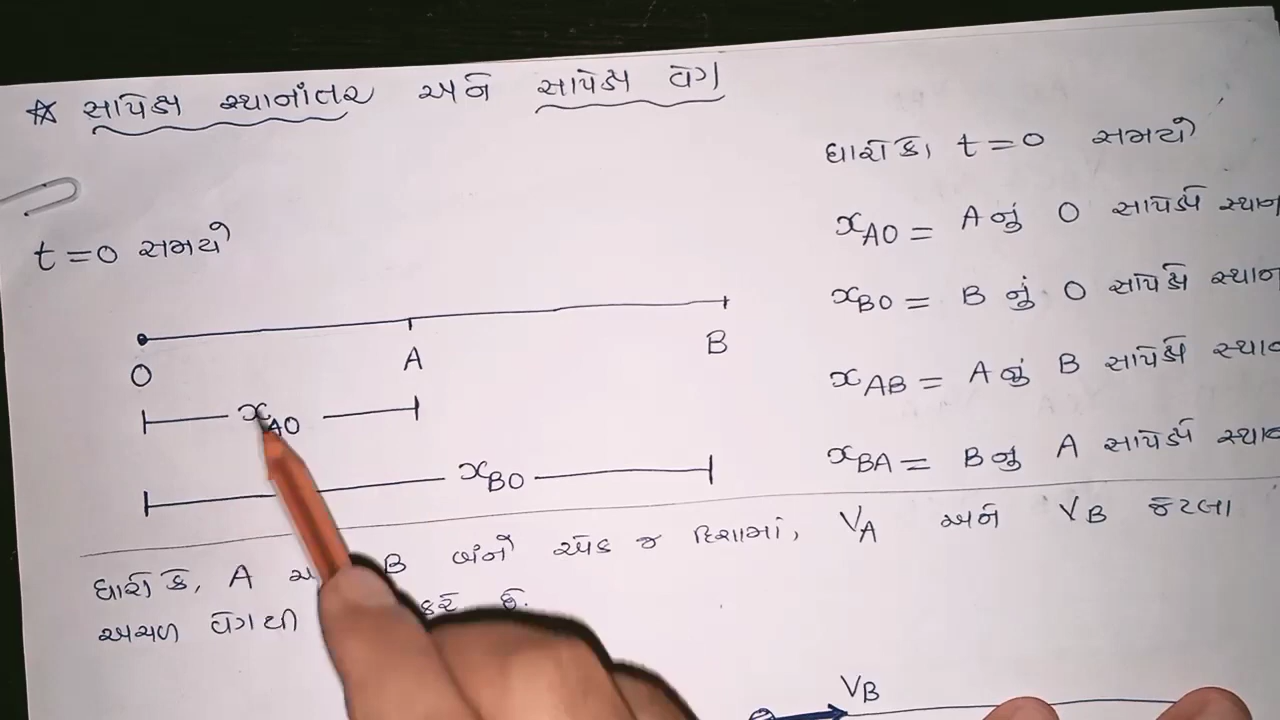 ☆ સાપેક્ષ સ્થાનાંતર અને સાપેક્ષ વેગ
t=0 સમયે
O A B
x_AO
x_BO
ધારો કે, t=0 સમયે
x_AO = A નું O સાપેક્ષ સ્થાન
x_BO = B નું O સાપેક્ષ સ્થાન
x_AB = A નું B સાપેક્ષ
x_BA = B નું A સાપેક્ષ
ધારો કે, A B બંને એક જ દિશામાં, V_A અને V_B જેટલા
અચળ વેગથી કરે છે.
V_B